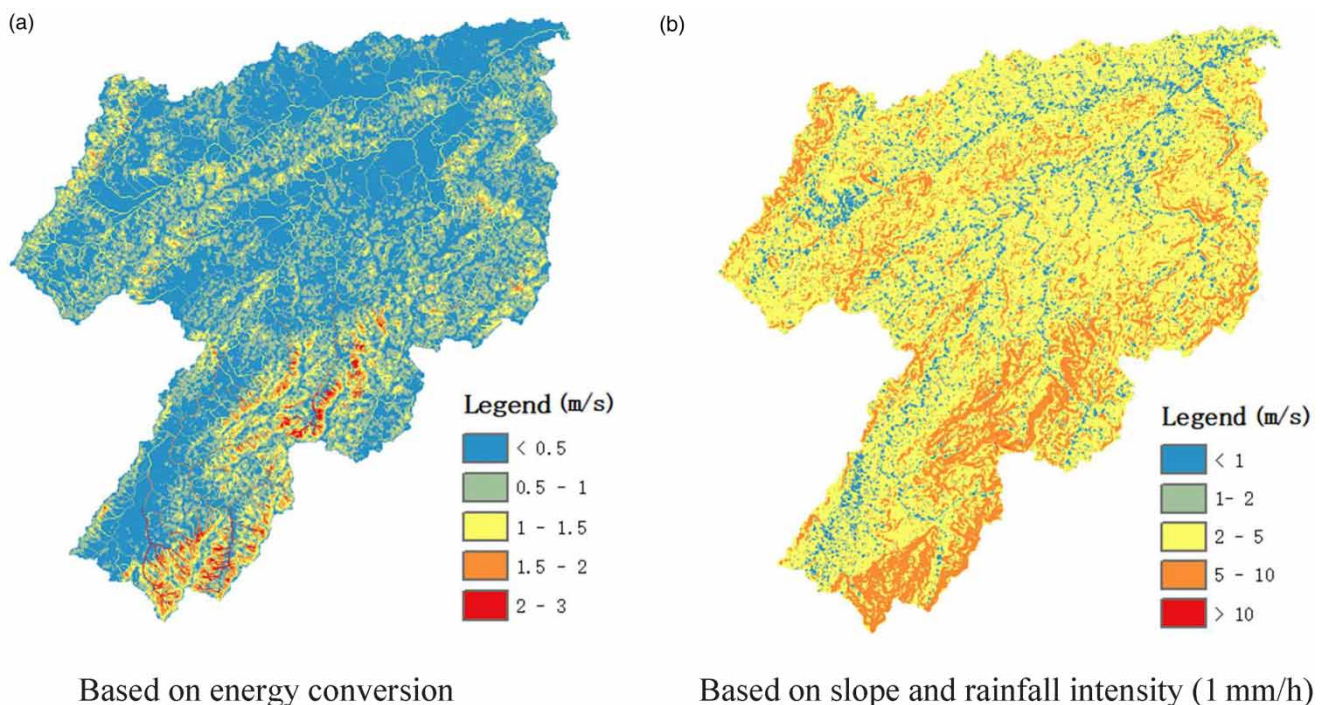 (a)
Legend (m/s)
< 0.5
0.5 - 1
1 - 1.5
1.5 - 2
2 - 3
Based on energy conversion
(b)
Legend (m/s)
< 1
1- 2
2 - 5
5 - 10
> 10
Based on slope and rainfall intensity (1 mm/h)